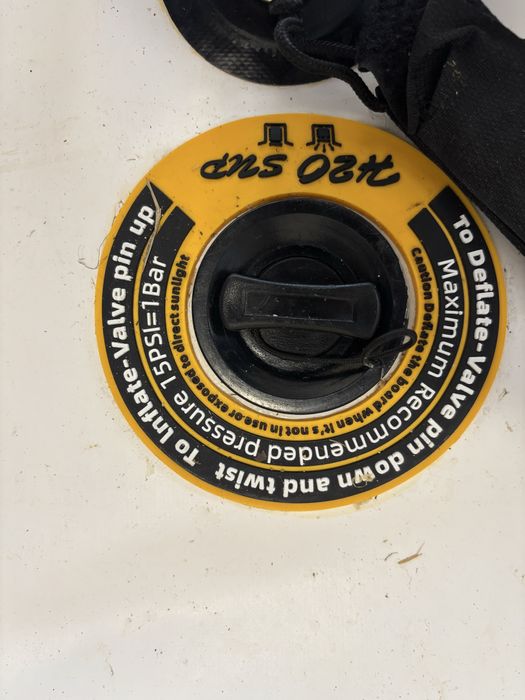 H2O SUP
To Deflate-Valve pin down and twist
To Inflate-Valve pin up
Maximum Recommended pressure 15PSI=1Bar
Caution Deflate the board when it's not in use.or exposed to direct sunlight